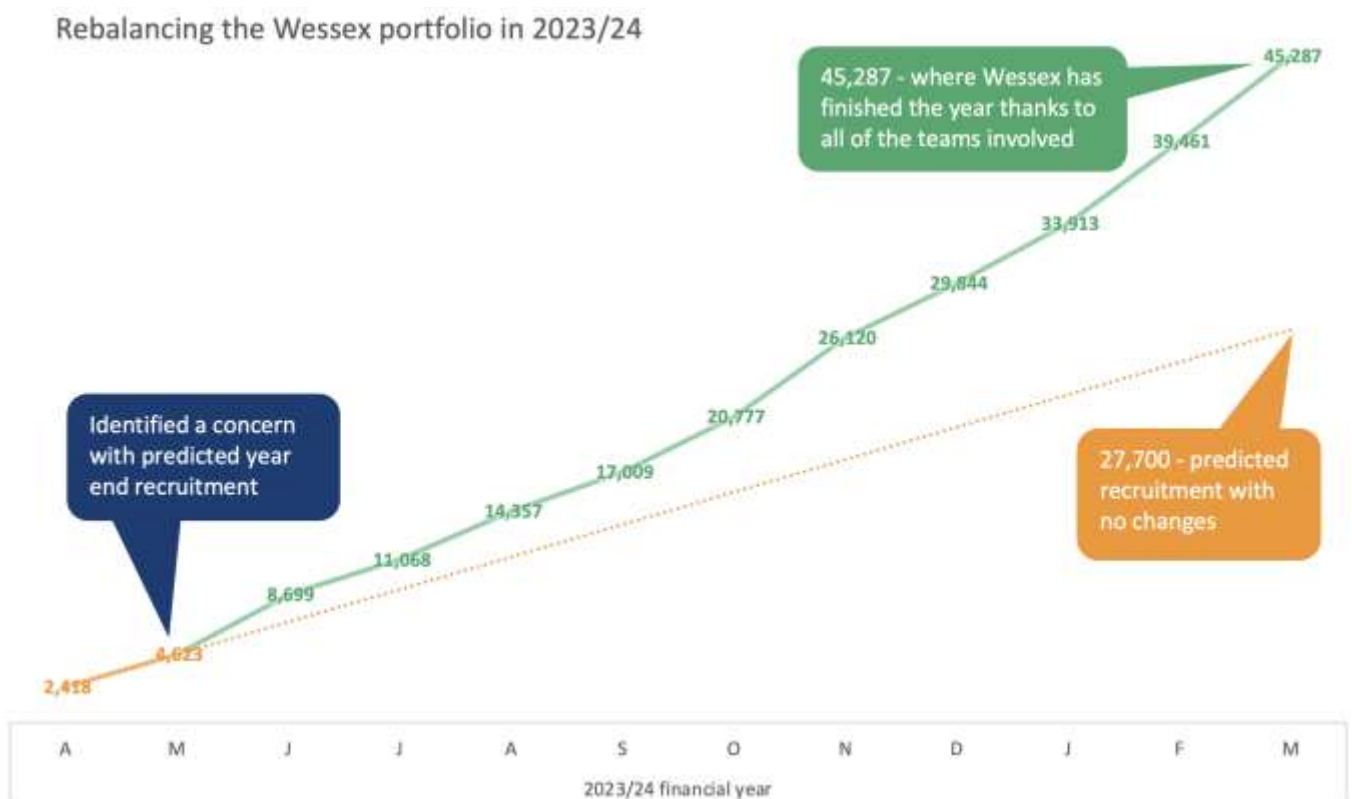 Rebalancing the Wessex portfolio in 2023/24
45,287 - where Wessex has
finished the year thanks to
all of the teams involved
45,287
39,461
33,913
29,844
26,120
20,777
17,009
14,357
11,068
8,699
4,623
2,418
Identified a concern
with predicted year
end recruitment
27,700 - predicted
recruitment with
no changes
A M J J A S O N D J F M
2023/24 financial year